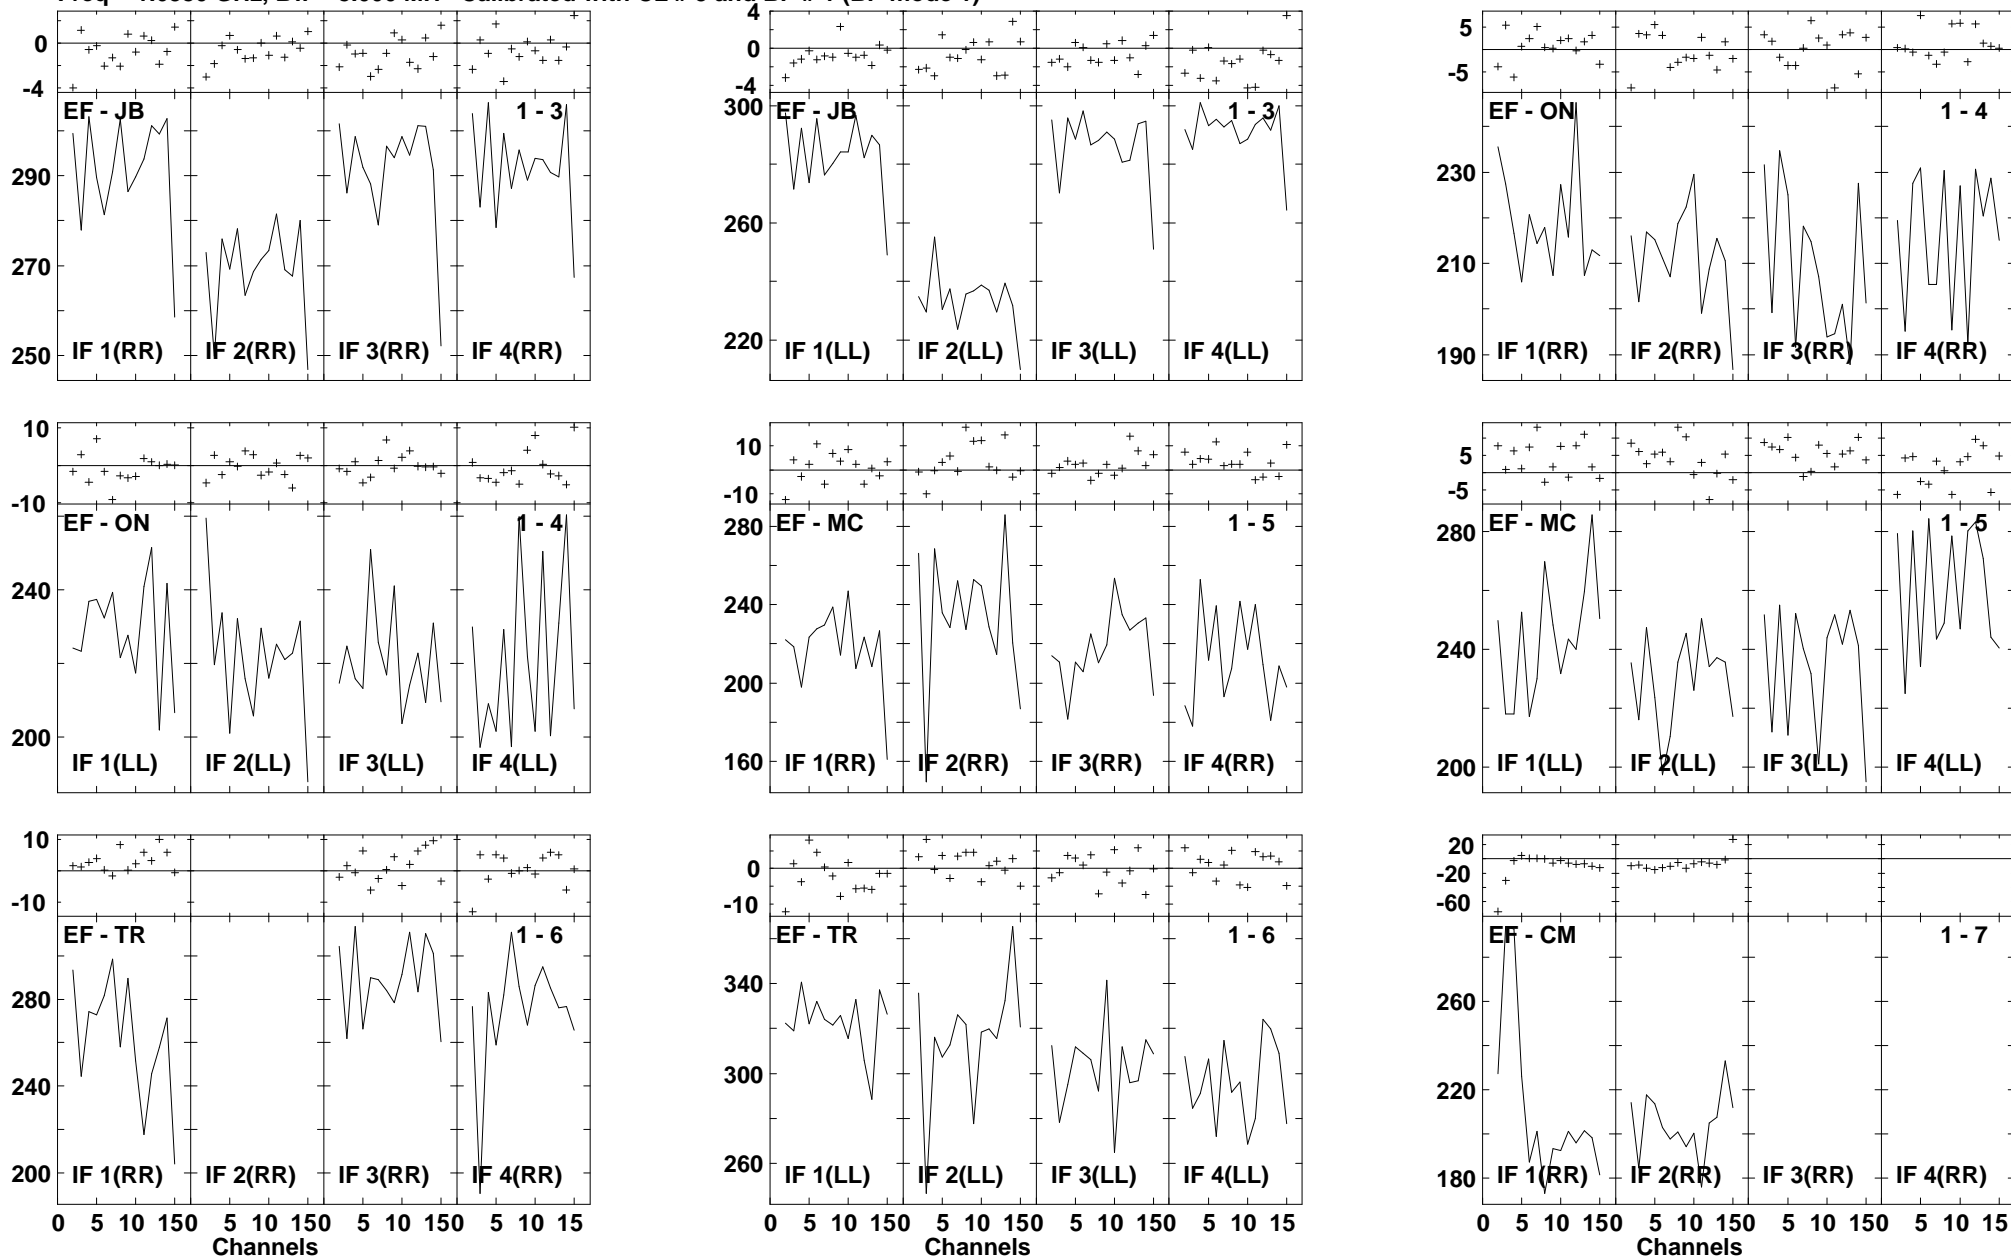 0
-4
EF - JB
1 - 3
290
270
250
IF 1(RR)
IF 2(RR)
IF 3(RR)
IF 4(RR)
4
0
-4
300
EF - JB
1 - 3
260
220
IF 1(LL)
IF 2(LL)
IF 3(LL)
IF 4(LL)
5
-5
EF - ON
1 - 4
230
210
190
IF 1(RR)
IF 2(RR)
IF 3(RR)
IF 4(RR)
10
-10
EF - ON
1 - 4
240
200
IF 1(LL)
IF 2(LL)
IF 3(LL)
IF 4(LL)
10
-10
280
EF - MC
1 - 5
240
200
160
IF 1(RR)
IF 2(RR)
IF 3(RR)
IF 4(RR)
5
-5
280
EF - MC
1 - 5
240
200
IF 1(LL)
IF 2(LL)
IF 3(LL)
IF 4(LL)
10
-10
EF - TR
1 - 6
280
240
200
IF 1(RR)
IF 2(RR)
IF 3(RR)
IF 4(RR)
0 5 10 150 5 10 150 5 10 150 5 10 15
Channels
0
-10
EF - TR
1 - 6
340
300
260
IF 1(LL)
IF 2(LL)
IF 3(LL)
IF 4(LL)
0 5 10 150 5 10 150 5 10 150 5 10 15
Channels
20
-20
-60
EF - CM
1 - 7
260
220
180
IF 1(RR)
IF 2(RR)
IF 3(RR)
IF 4(RR)
0 5 10 150 5 10 150 5 10 150 5 10 15
Channels